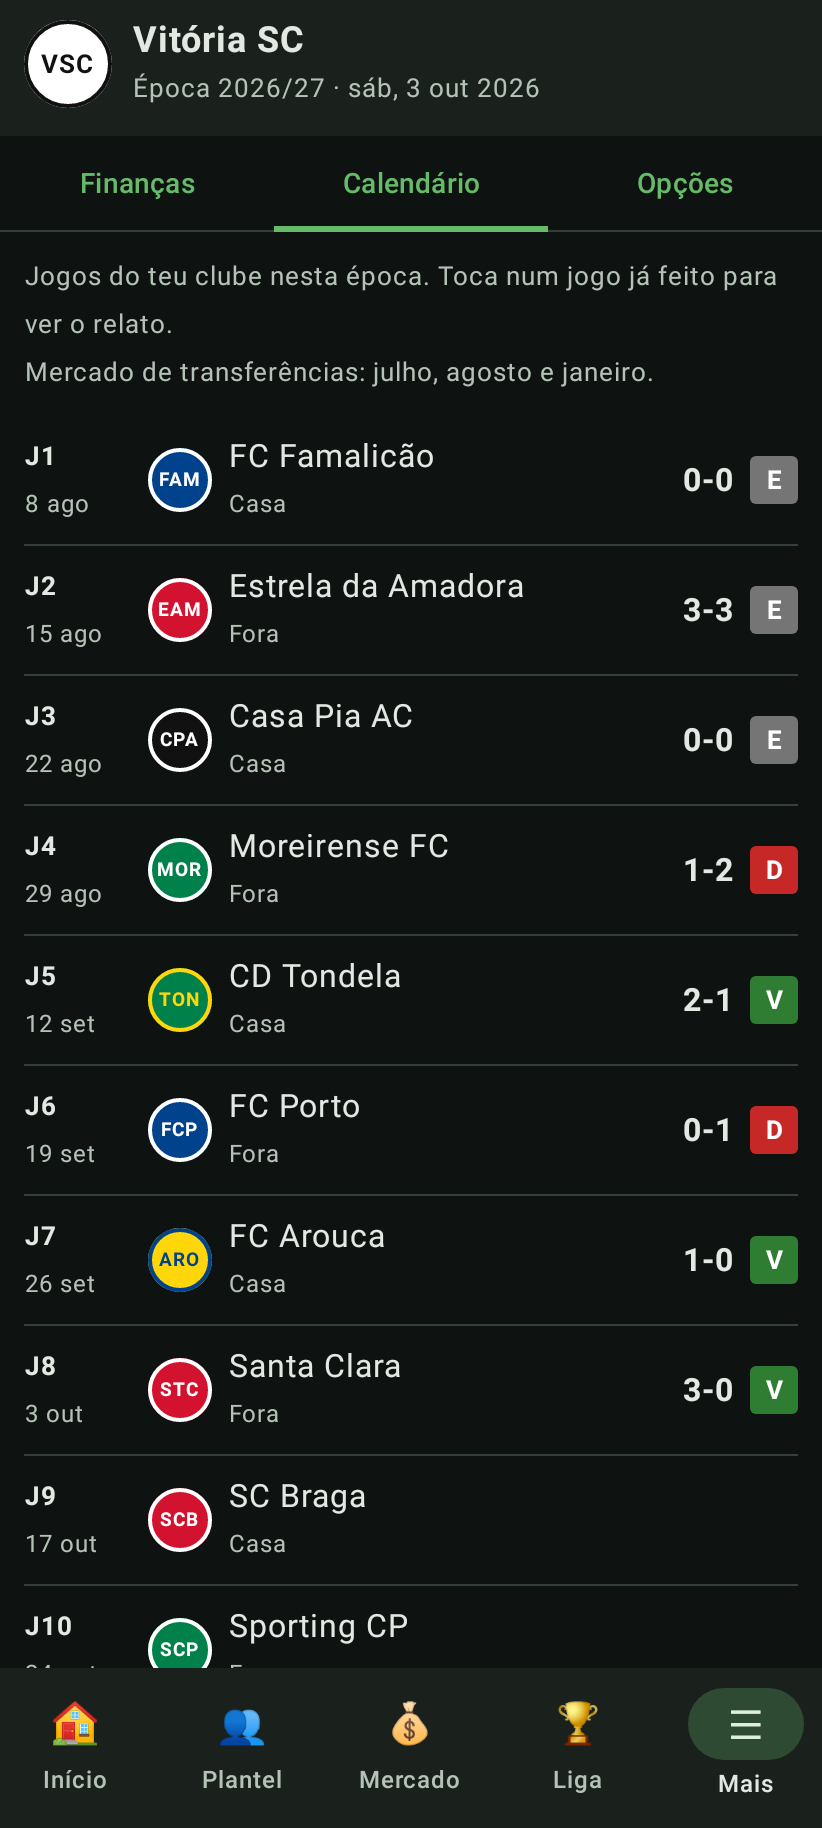 VSC
Vitória SC
Época 2026/27 · sáb, 3 out 2026
Finanças
Calendário
Opções
Jogos do teu clube nesta época. Toca num jogo já feito para
ver o relato.
Mercado de transferências: julho, agosto e janeiro.
J1
8 ago
FAM
FC Famalicão
Casa
0-0
E
J2
15 ago
EAM
Estrela da Amadora
Fora
3-3
E
J3
22 ago
CPA
Casa Pia AC
Casa
0-0
E
J4
29 ago
MOR
Moreirense FC
Fora
1-2
D
J5
12 set
TON
CD Tondela
Casa
2-1
V
J6
19 set
FCP
FC Porto
Fora
0-1
D
J7
26 set
ARO
FC Arouca
Casa
1-0
V
J8
3 out
STC
Santa Clara
Fora
3-0
V
J9
17 out
SCB
SC Braga
Casa
J10
SCP
Sporting CP
Início
Plantel
Mercado
Liga
Mais